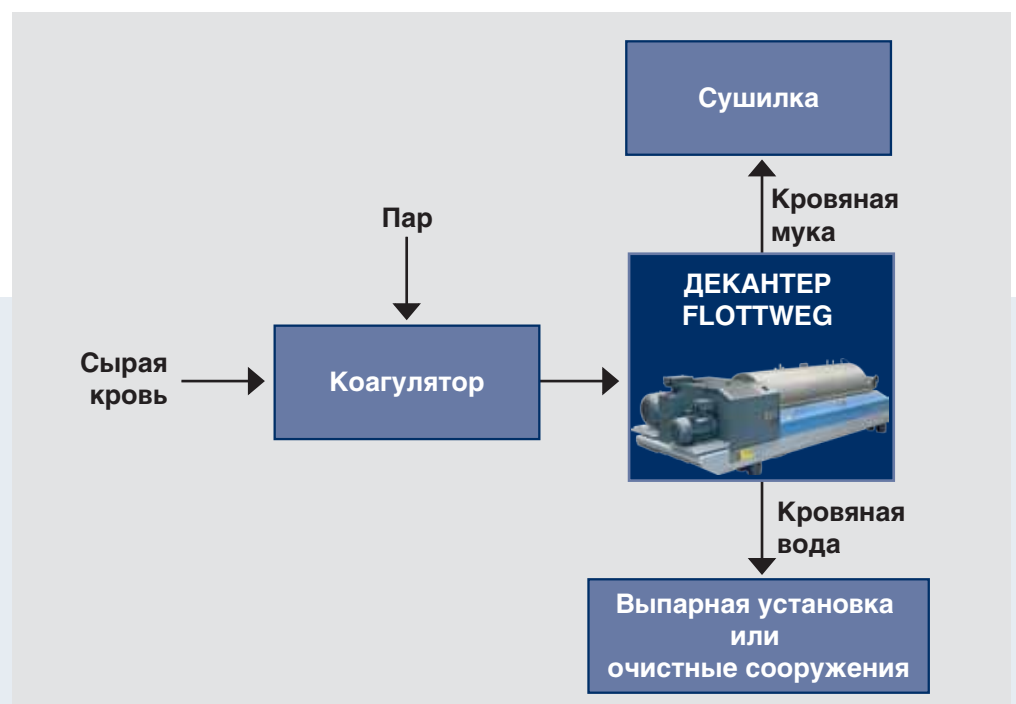 Сушилка
Кровяная
мука
Пар
ДЕКАНТЕР
FLOTTWEG
Сырая
кровь
Коагулятор
Кровяная
вода
Выпарная установка
или
очистные сооружения